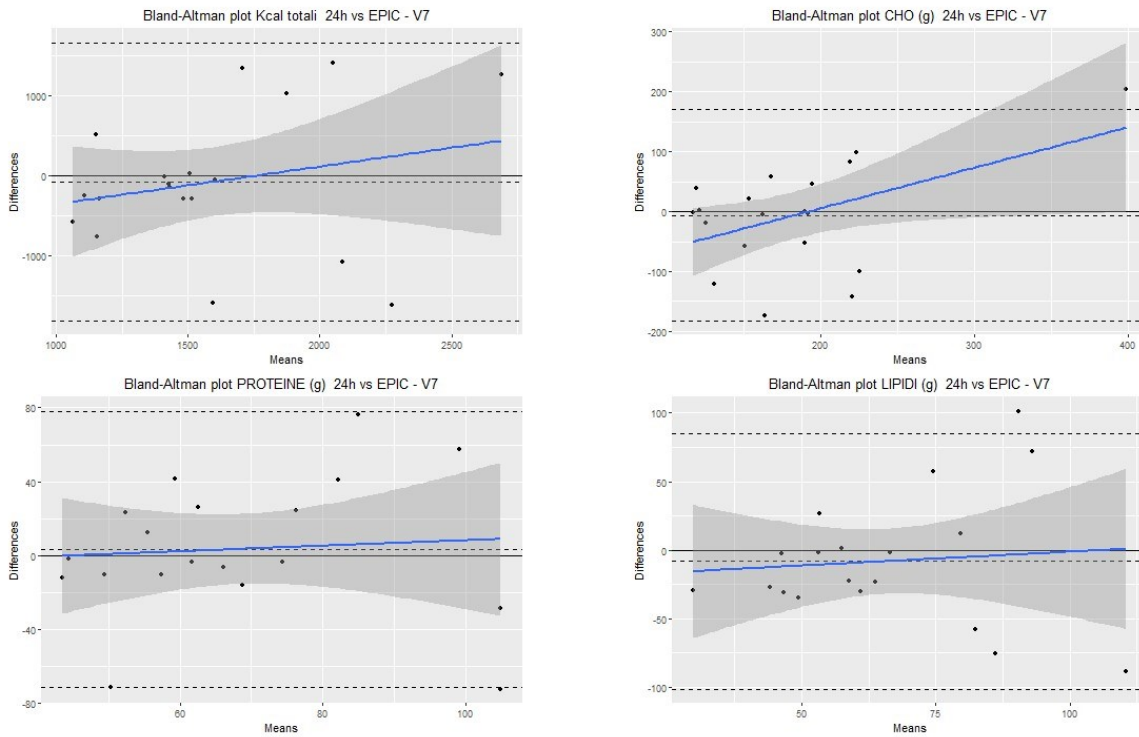 Bland-Altman plot Kcal totali 24h vs EPIC - V7
Differences
1000
0
-1000
1000
1500
2000
2500
Means
Bland-Altman plot CHO (g) 24h vs EPIC - V7
Differences
300
200
100
0
-100
-200
200
300
400
Means
Bland-Altman plot PROTEINE (g) 24h vs EPIC - V7
Differences
80
40
0
-40
-80
60
80
100
Means
Bland-Altman plot LIPIDI (g) 24h vs EPIC - V7
Differences
100
50
0
-50
-100
50
75
100
Means